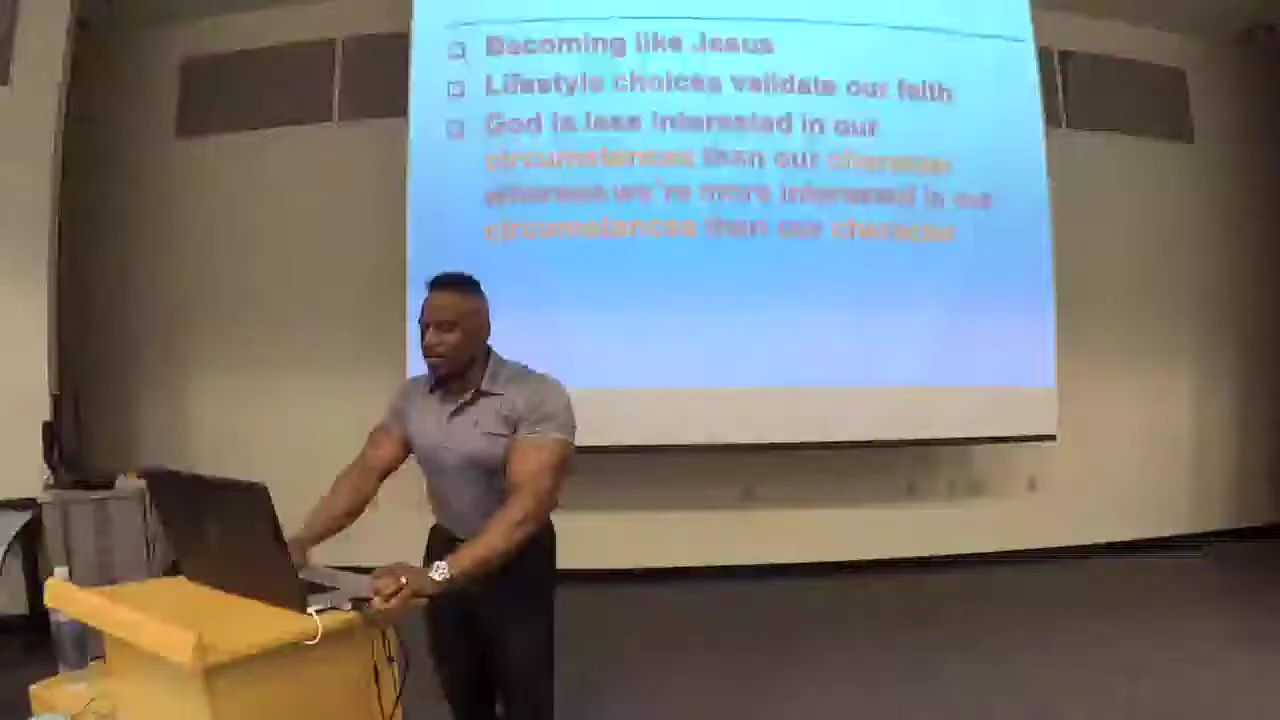 Becoming like Jesus
Lifestyle choices validate our faith
God is less interested in our
circumstances than our character
whereas we're more interested in our
circumstances than our character